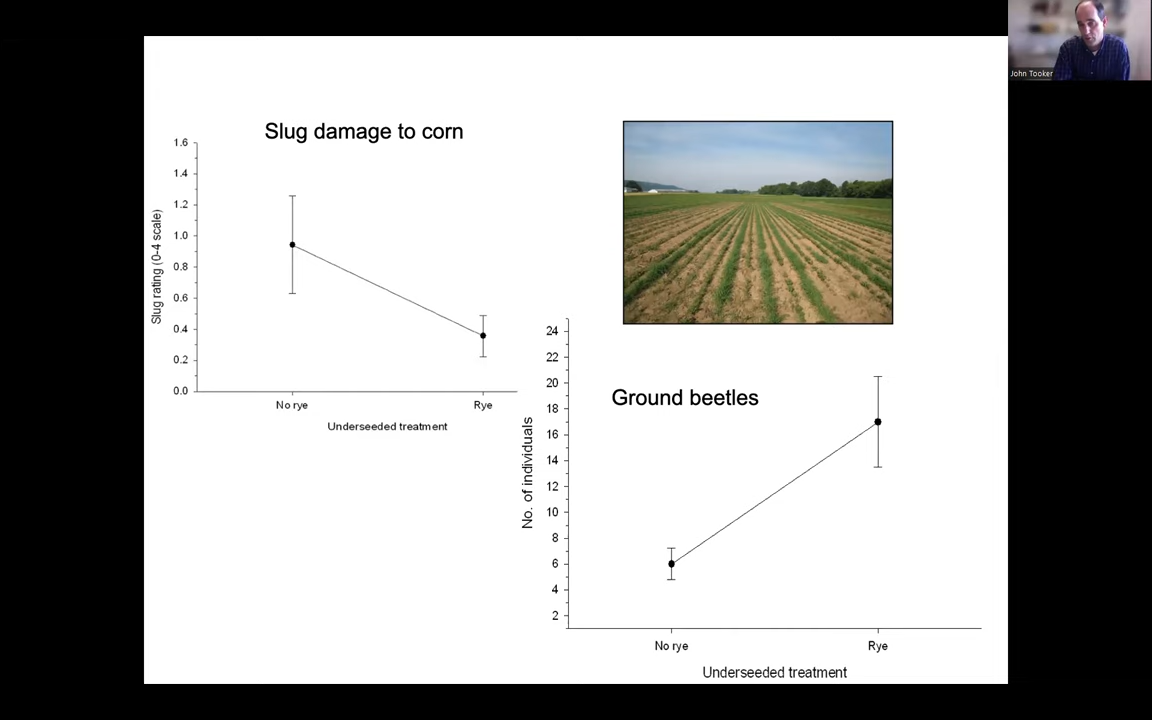 John Tooker
Slug damage to corn
1.6
1.4
1.2
1.0
0.8
0.6
0.4
0.2
0.0
Slug rating (0-4 scale)
No rye
Rye
Underseeded treatment
Ground beetles
24
22
20
18
16
14
12
10
8
6
4
2
No. of individuals
No rye
Rye
Underseeded treatment